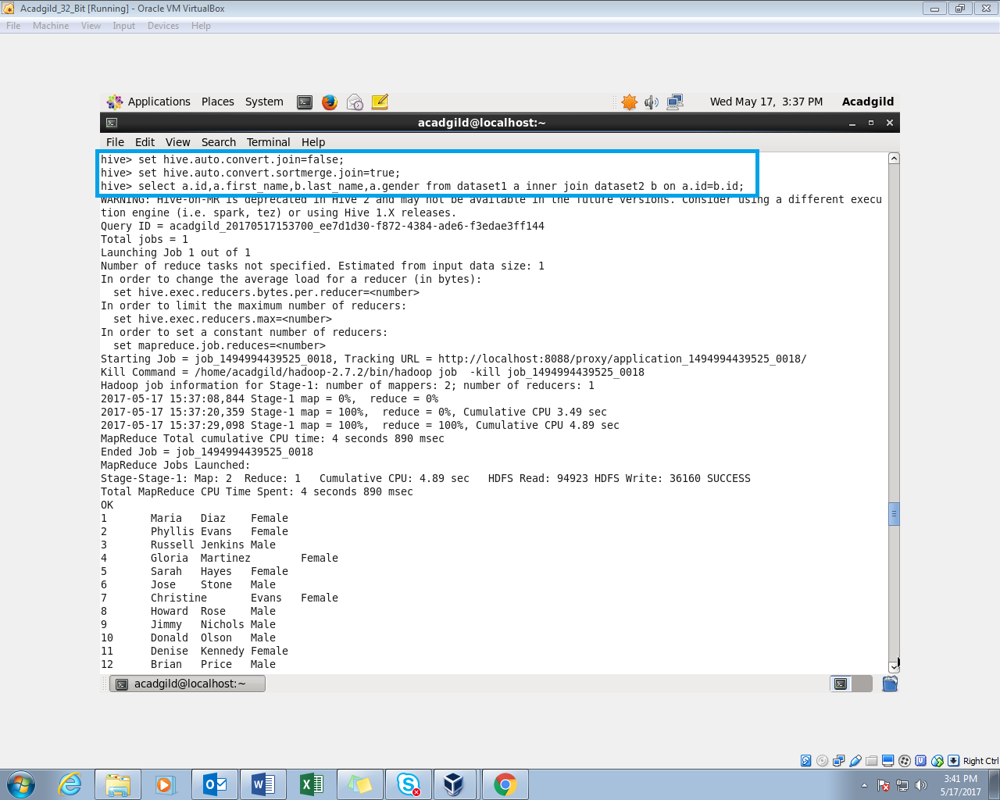 Acadgild_32_Bit [Running] - Oracle VM VirtualBox
File Machine View Input Devices Help
Applications Places System Wed May 17, 3:37 PM Acadgild
acadgild@localhost:~
File Edit View Search Terminal Help
hive> set hive.auto.convert.join=false;
hive> set hive.auto.convert.sortmerge.join=true;
hive> select a.id,a.first_name,b.last_name,a.gender from dataset1 a inner join dataset2 b on a.id=b.id;
WARNING: Hive-on-MR is deprecated in Hive 2 and may not be available in the future versions. Consider using a different execu
tion engine (i.e. spark, tez) or using Hive 1.X releases.
Query ID = acadgild_20170517153700_ee7d1d30-f872-4384-ade6-f3edae3ff144
Total jobs = 1
Launching Job 1 out of 1
Number of reduce tasks not specified. Estimated from input data size: 1
In order to change the average load for a reducer (in bytes):
  set hive.exec.reducers.bytes.per.reducer=<number>
In order to limit the maximum number of reducers:
  set hive.exec.reducers.max=<number>
In order to set a constant number of reducers:
  set mapreduce.job.reduces=<number>
Starting Job = job_1494994439525_0018, Tracking URL = http://localhost:8088/proxy/application_1494994439525_0018/
Kill Command = /home/acadgild/hadoop-2.7.2/bin/hadoop job  -kill job_1494994439525_0018
Hadoop job information for Stage-1: number of mappers: 2; number of reducers: 1
2017-05-17 15:37:08,844 Stage-1 map = 0%,  reduce = 0%
2017-05-17 15:37:20,359 Stage-1 map = 100%,  reduce = 0%, Cumulative CPU 3.49 sec
2017-05-17 15:37:29,098 Stage-1 map = 100%,  reduce = 100%, Cumulative CPU 4.89 sec
MapReduce Total cumulative CPU time: 4 seconds 890 msec
Ended Job = job_1494994439525_0018
MapReduce Jobs Launched:
Stage-Stage-1: Map: 2  Reduce: 1   Cumulative CPU: 4.89 sec   HDFS Read: 94923 HDFS Write: 36160 SUCCESS
Total MapReduce CPU Time Spent: 4 seconds 890 msec
OK
1 Maria Diaz Female
2 Phyllis Evans Female
3 Russell Jenkins Male
4 Gloria Martinez Female
5 Sarah Hayes Female
6 Jose Stone Male
7 Christine Evans Female
8 Howard Rose Male
9 Jimmy Nichols Male
10 Donald Olson Male
11 Denise Kennedy Female
12 Brian Price Male
acadgild@localhost:~
Right Ctrl
3:41 PM
5/17/2017